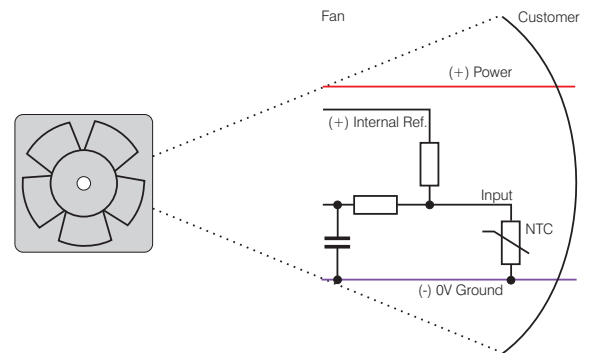 Fan
Customer
(+) Power
(+) Internal Ref.
Input
NTC
(-) 0V Ground